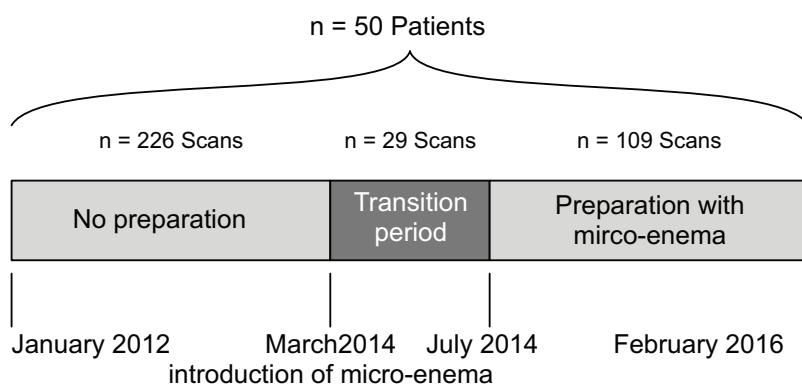 n = 50 Patients
n = 226 Scans
n = 29 Scans
n = 109 Scans
No preparation
Transition
period
Preparation with
mirco-enema
January 2012
March2014
July 2014
February 2016
introduction of micro-enema